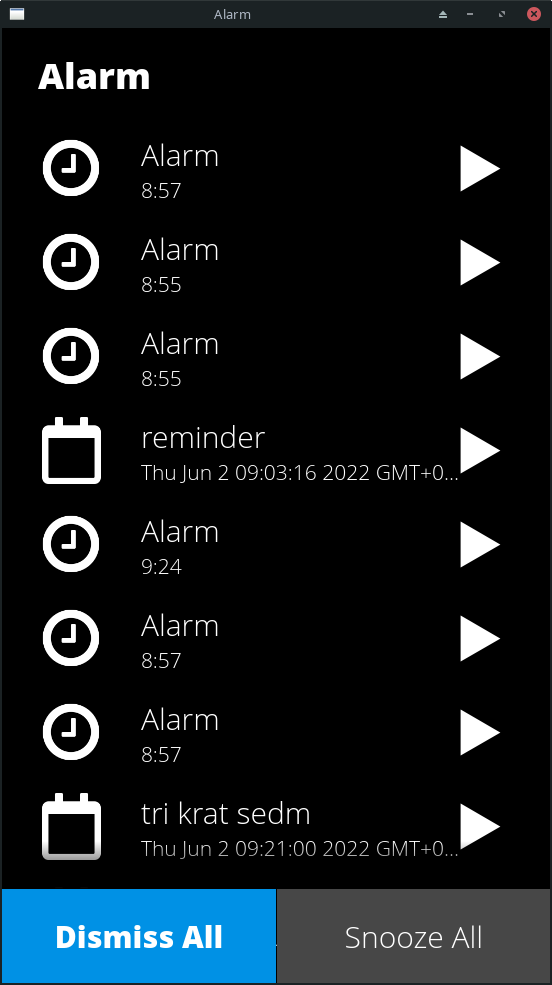 Alarm
Alarm
Alarm
8:57
Alarm
8:55
Alarm
8:55
reminder
Thu Jun 2 09:03:16 2022 GMT+0...
Alarm
9:24
Alarm
8:57
Alarm
8:57
tri krat sedm
Thu Jun 2 09:21:00 2022 GMT+0...
Dismiss All
Snooze All